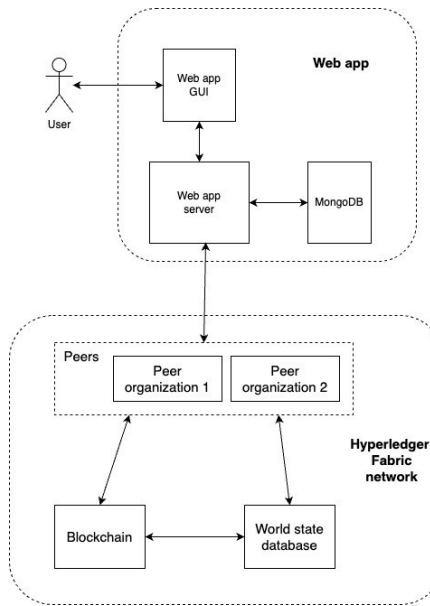 Web app
Web app
GUI
User
Web app
server
MongoDB
Peers
Peer
organization 1
Peer
organization 2
Hyperledger
Fabric
network
Blockchain
World state
database